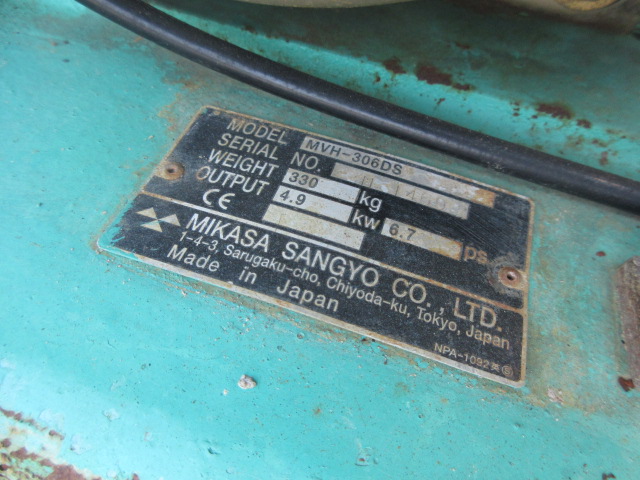 MODEL MVH-306DS
SERIAL NO.
WEIGHT 330 kg
OUTPUT 4.9 kw 6.7 ps
CE
MIKASA SANGYO CO., LTD.
1-4-3, Sarugaku-cho, Chiyoda-ku, Tokyo, Japan
Made in Japan
NPA-1092